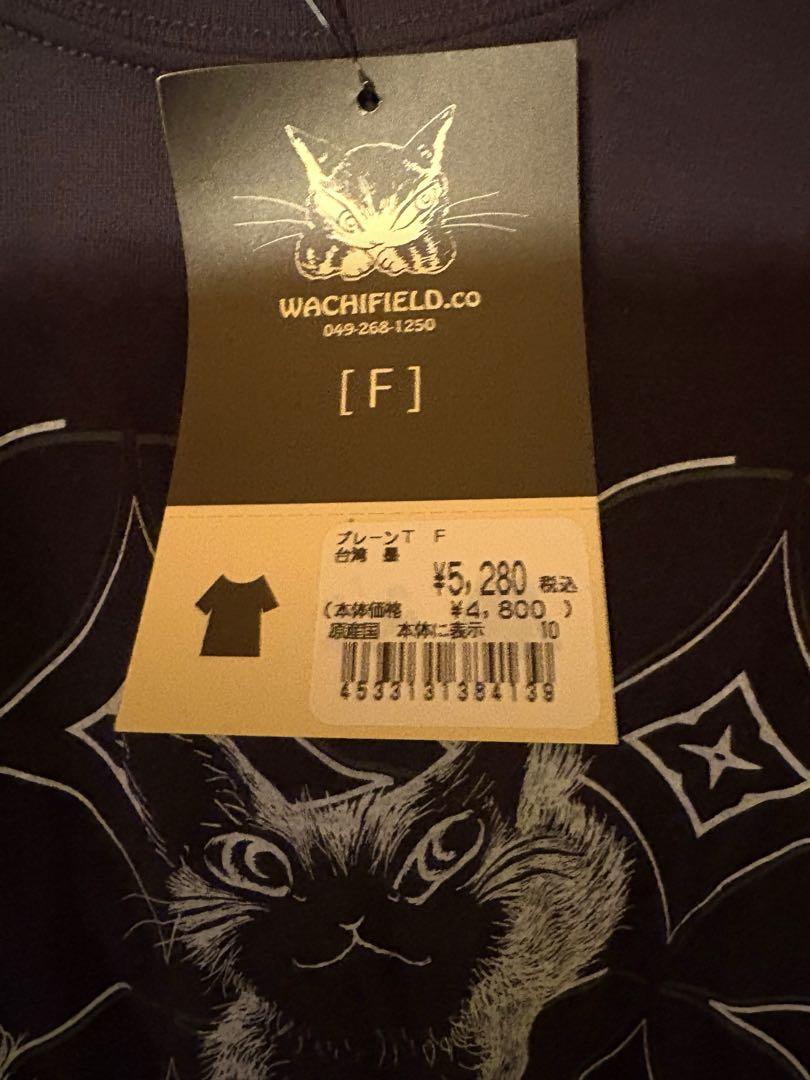 WACHIFIELD.co
049-268-1250
[F]
プレーンT F
台湾 墨
¥5,280 税込
(本体価格 ¥4,800 )
原産国 本体に表示 10
4533131384139